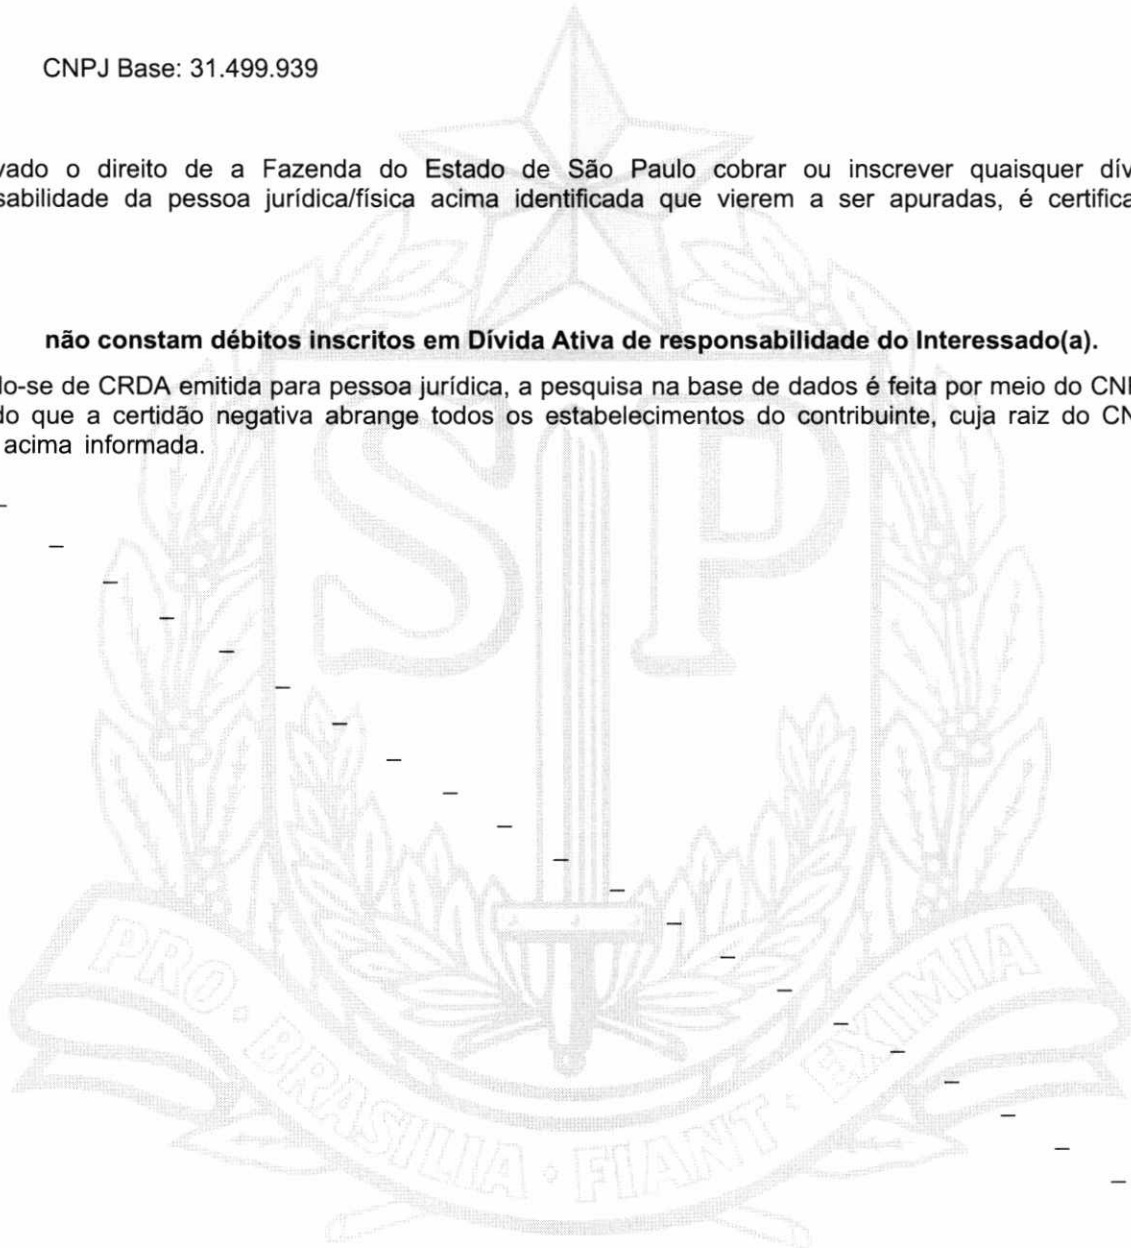 CNPJ Base: 31.499.939
vado o direito de a Fazenda do Estado de São Paulo cobrar ou inscrever quaisquer dív
sabilidade da pessoa jurídica/física acima identificada que vierem a ser apuradas, é certifica
não constam débitos inscritos em Dívida Ativa de responsabilidade do Interessado(a).
do-se de CRDA emitida para pessoa jurídica, a pesquisa na base de dados é feita por meio do CNP
do que a certidão negativa abrange todos os estabelecimentos do contribuinte, cuja raiz do CN
acima informada.
SP
PRO · BRASILIA · FIANT · EXIMIA